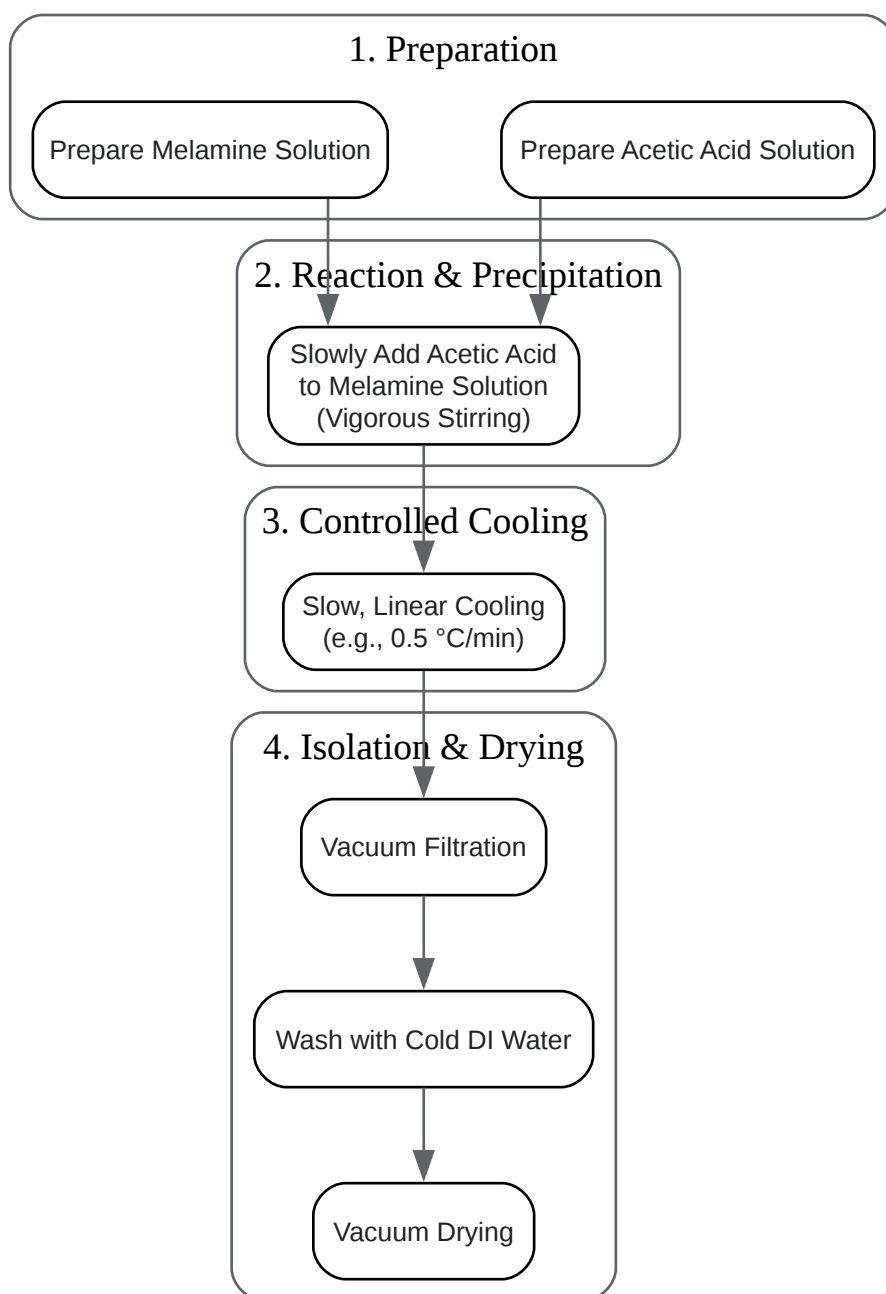 1. Preparation
Prepare Melamine Solution
Prepare Acetic Acid Solution
2. Reaction & Precipitation
Slowly Add Acetic Acid
to Melamine Solution
(Vigorous Stirring)
3. Controlled Cooling
Slow, Linear Cooling
(e.g., 0.5 °C/min)
4. Isolation & Drying
Vacuum Filtration
Wash with Cold DI Water
Vacuum Drying